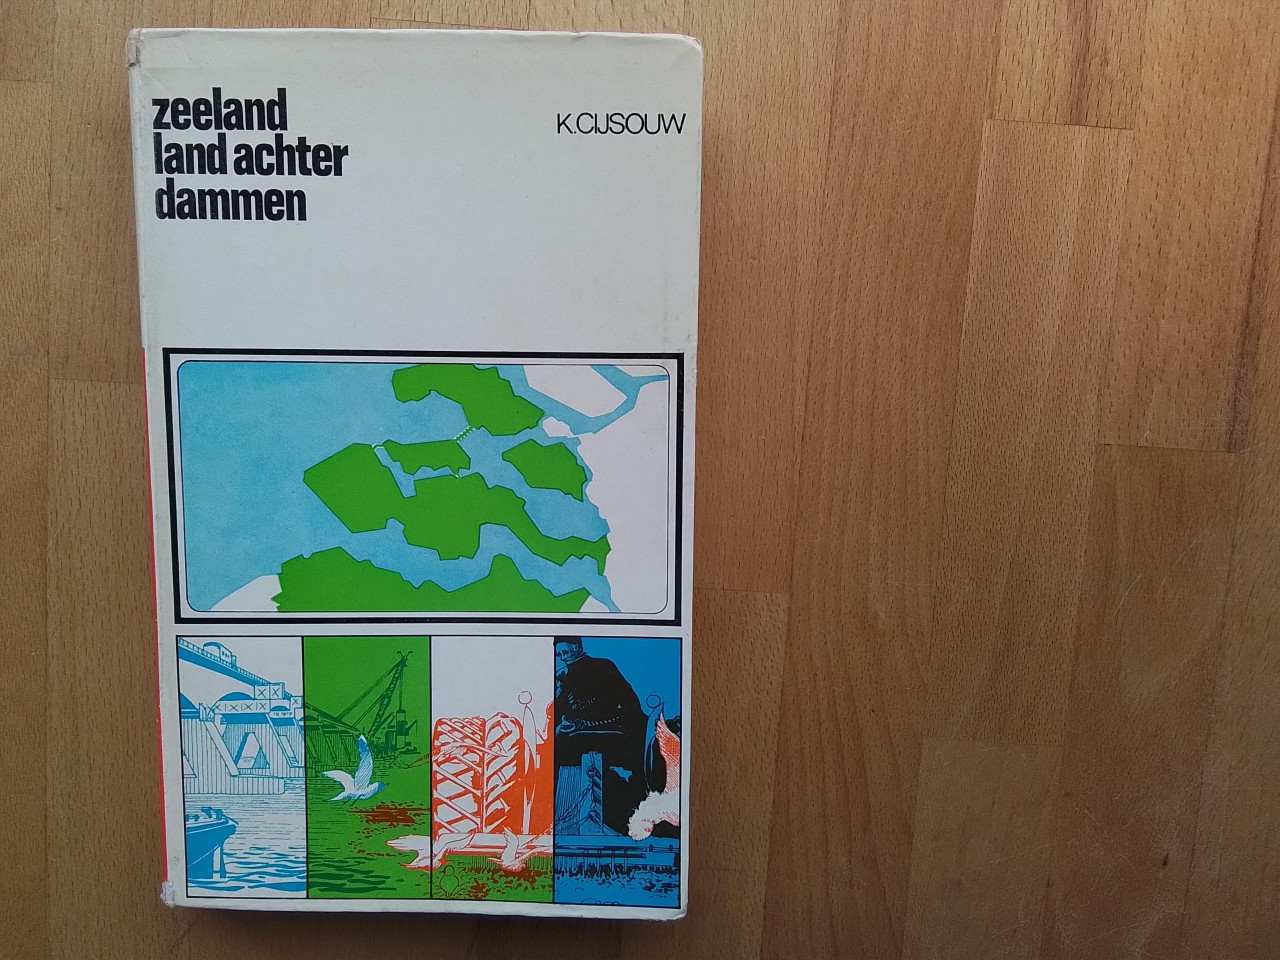 zeeland
land achter
dammen
K.CIJSOUW